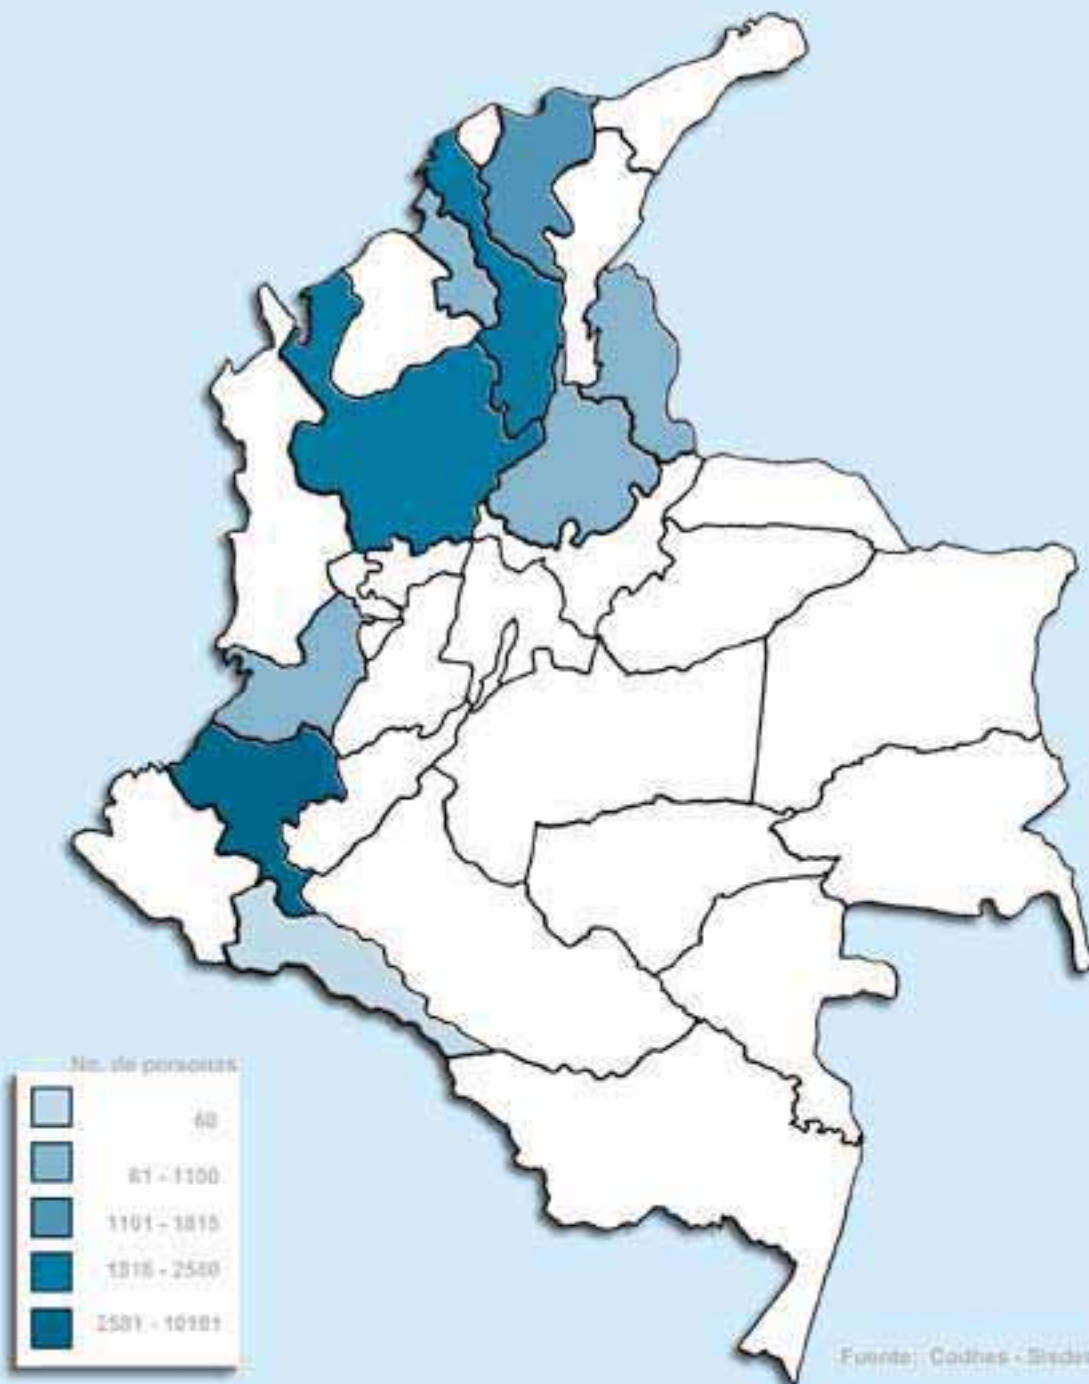 No. de personas
60
61 - 1100
1101 - 1815
1816 - 2580
2581 - 10181
Fuente: Codhes -